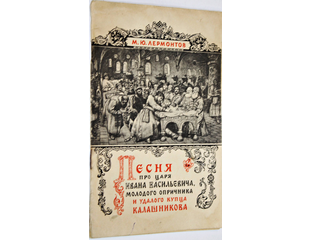 М. Ю. ЛЕРМОНТОВ
ПЕСНЯ
ПРО ЦАРЯ
ИВАНА ВАСИЛЬЕВИЧА,
МОЛОДОГО ОПРИЧНИКА
И УДАЛОГО КУПЦА
КАЛАШНИКОВА